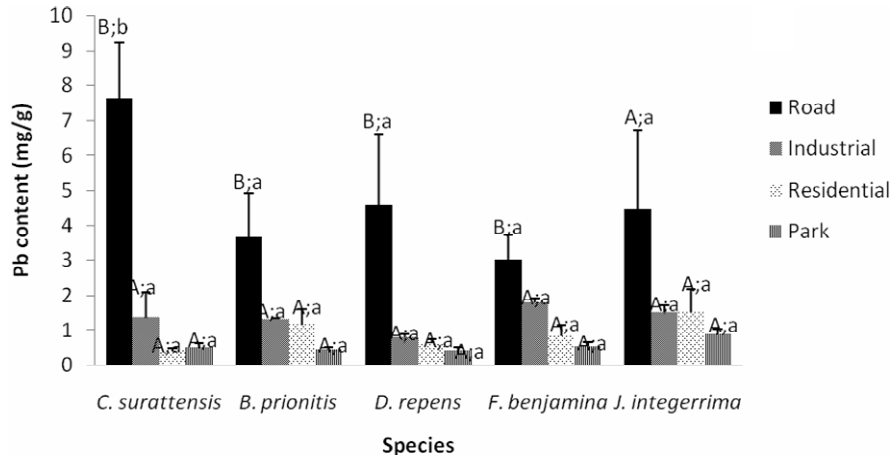 10
9
8
7
6
5
4
3
2
1
0
Pb content (mg/g)
B;b
A;a
A;a
A;a
B;a
A;a
A;a
A;a
B;a
A;a
A;a
A;a
B;a
A;a
A;a
A;a
A;a
A;a
A;a
A;a
Road
Industrial
Residential
Park
C. surattensis B. prionitis D. repens F. benjamina J. integerrima
Species